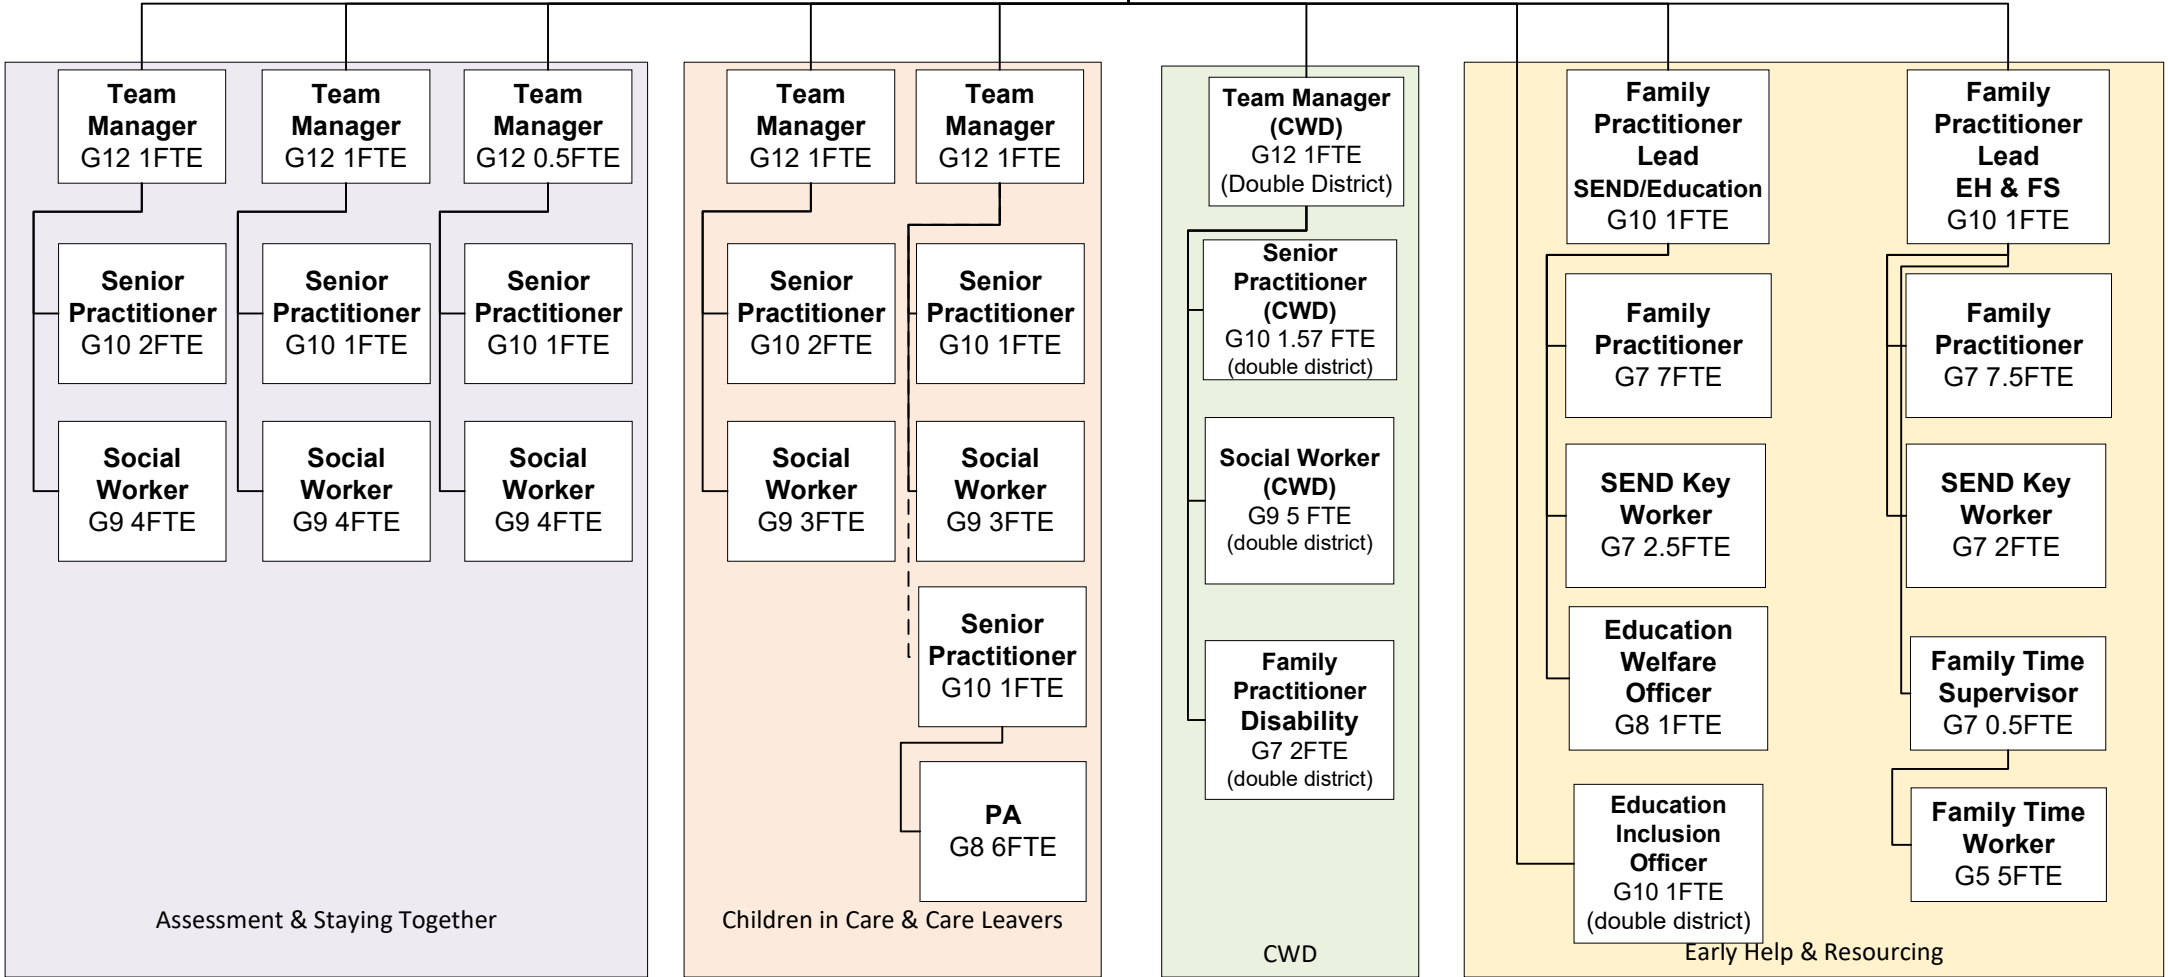 Team
Manager
G12 1FTE
Senior
Practitioner
G10 2FTE
Social
Worker
G9 4FTE
Team
Manager
G12 1FTE
Senior
Practitioner
G10 1FTE
Social
Worker
G9 4FTE
Team
Manager
G12 0.5FTE
Senior
Practitioner
G10 1FTE
Social
Worker
G9 4FTE
Assessment & Staying Together
Team
Manager
G12 1FTE
Senior
Practitioner
G10 2FTE
Social
Worker
G9 3FTE
Team
Manager
G12 1FTE
Senior
Practitioner
G10 1FTE
Social
Worker
G9 3FTE
Senior
Practitioner
G10 1FTE
PA
G8 6FTE
Children in Care & Care Leavers
Team Manager
(CWD)
G12 1FTE
(Double District)
Senior
Practitioner
(CWD)
G10 1.57 FTE
(double district)
Social Worker
(CWD)
G9 5 FTE
(double district)
Family
Practitioner
Disability
G7 2FTE
(double district)
CWD
Family
Practitioner
Lead
SEND/Education
G10 1FTE
Family
Practitioner
G7 7FTE
SEND Key
Worker
G7 2.5FTE
Education
Welfare
Officer
G8 1FTE
Education
Inclusion
Officer
G10 1FTE
(double district)
Family
Practitioner
Lead
EH & FS
G10 1FTE
Family
Practitioner
G7 7.5FTE
SEND Key
Worker
G7 2FTE
Family Time
Supervisor
G7 0.5FTE
Family Time
Worker
G5 5FTE
Early Help & Resourcing